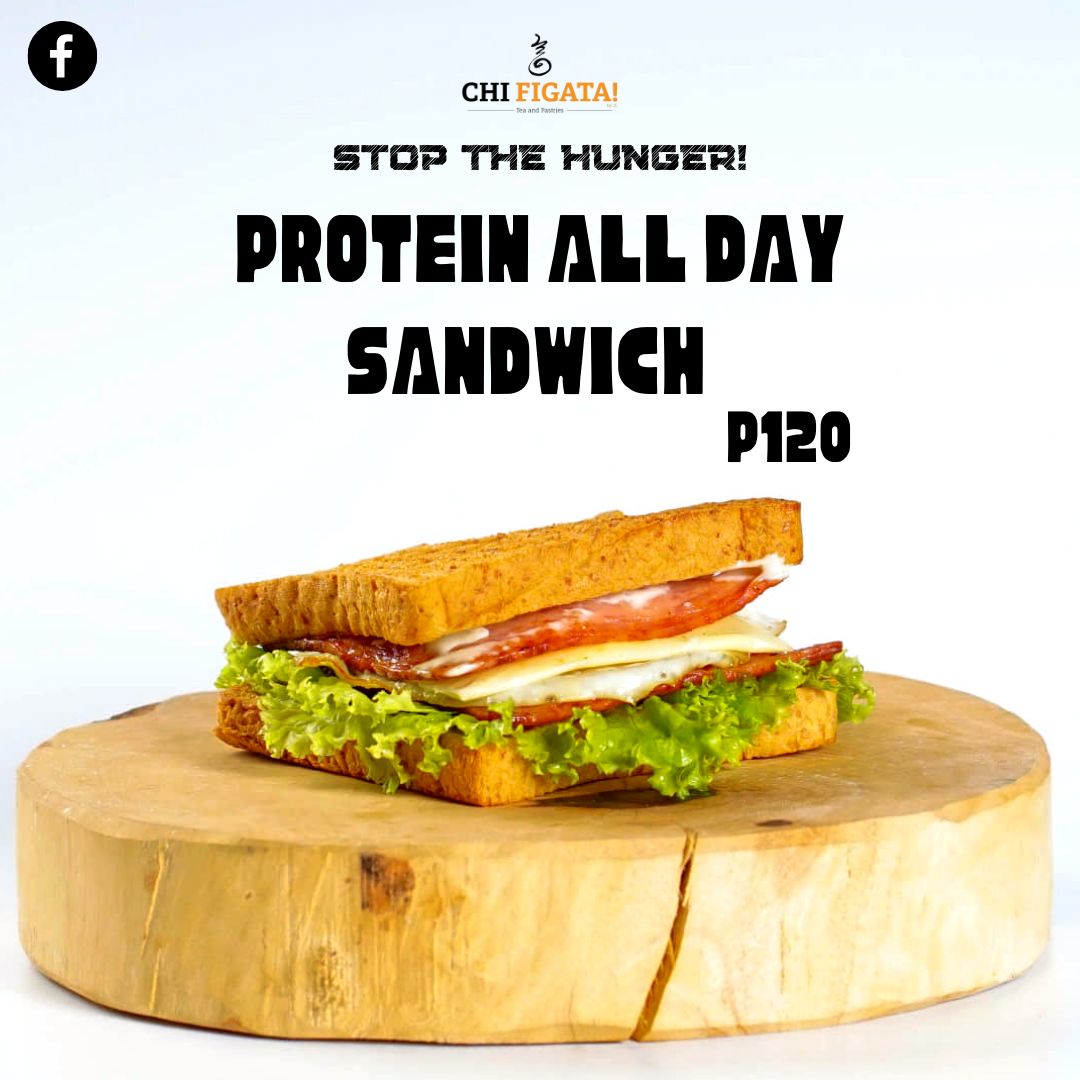 f
CHI FIGATA!
Tea and Pastries
STOP THE HUNGER!
PROTEIN ALL DAY
SANDWICH
P120